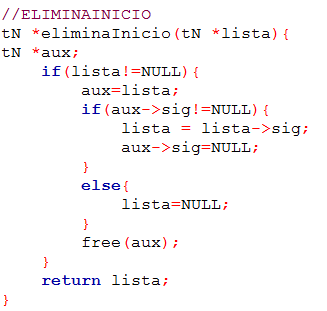 //ELIMINAINICIO
tN *eliminaInicio(tN *lista){
tN *aux;
    if(lista!=NULL){
        aux=lista;
        if(aux->sig!=NULL){
            lista = lista->sig;
            aux->sig=NULL;
        }
        else{
            lista=NULL;
        }
        free(aux);
    }
    return lista;
}